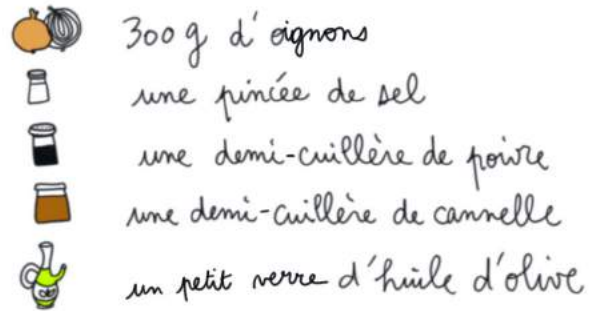 300 g d'oignons
une pincée de sel
une demi-cuillère de poivre
une demi-cuillère de cannelle
un petit verre d'huile d'olive